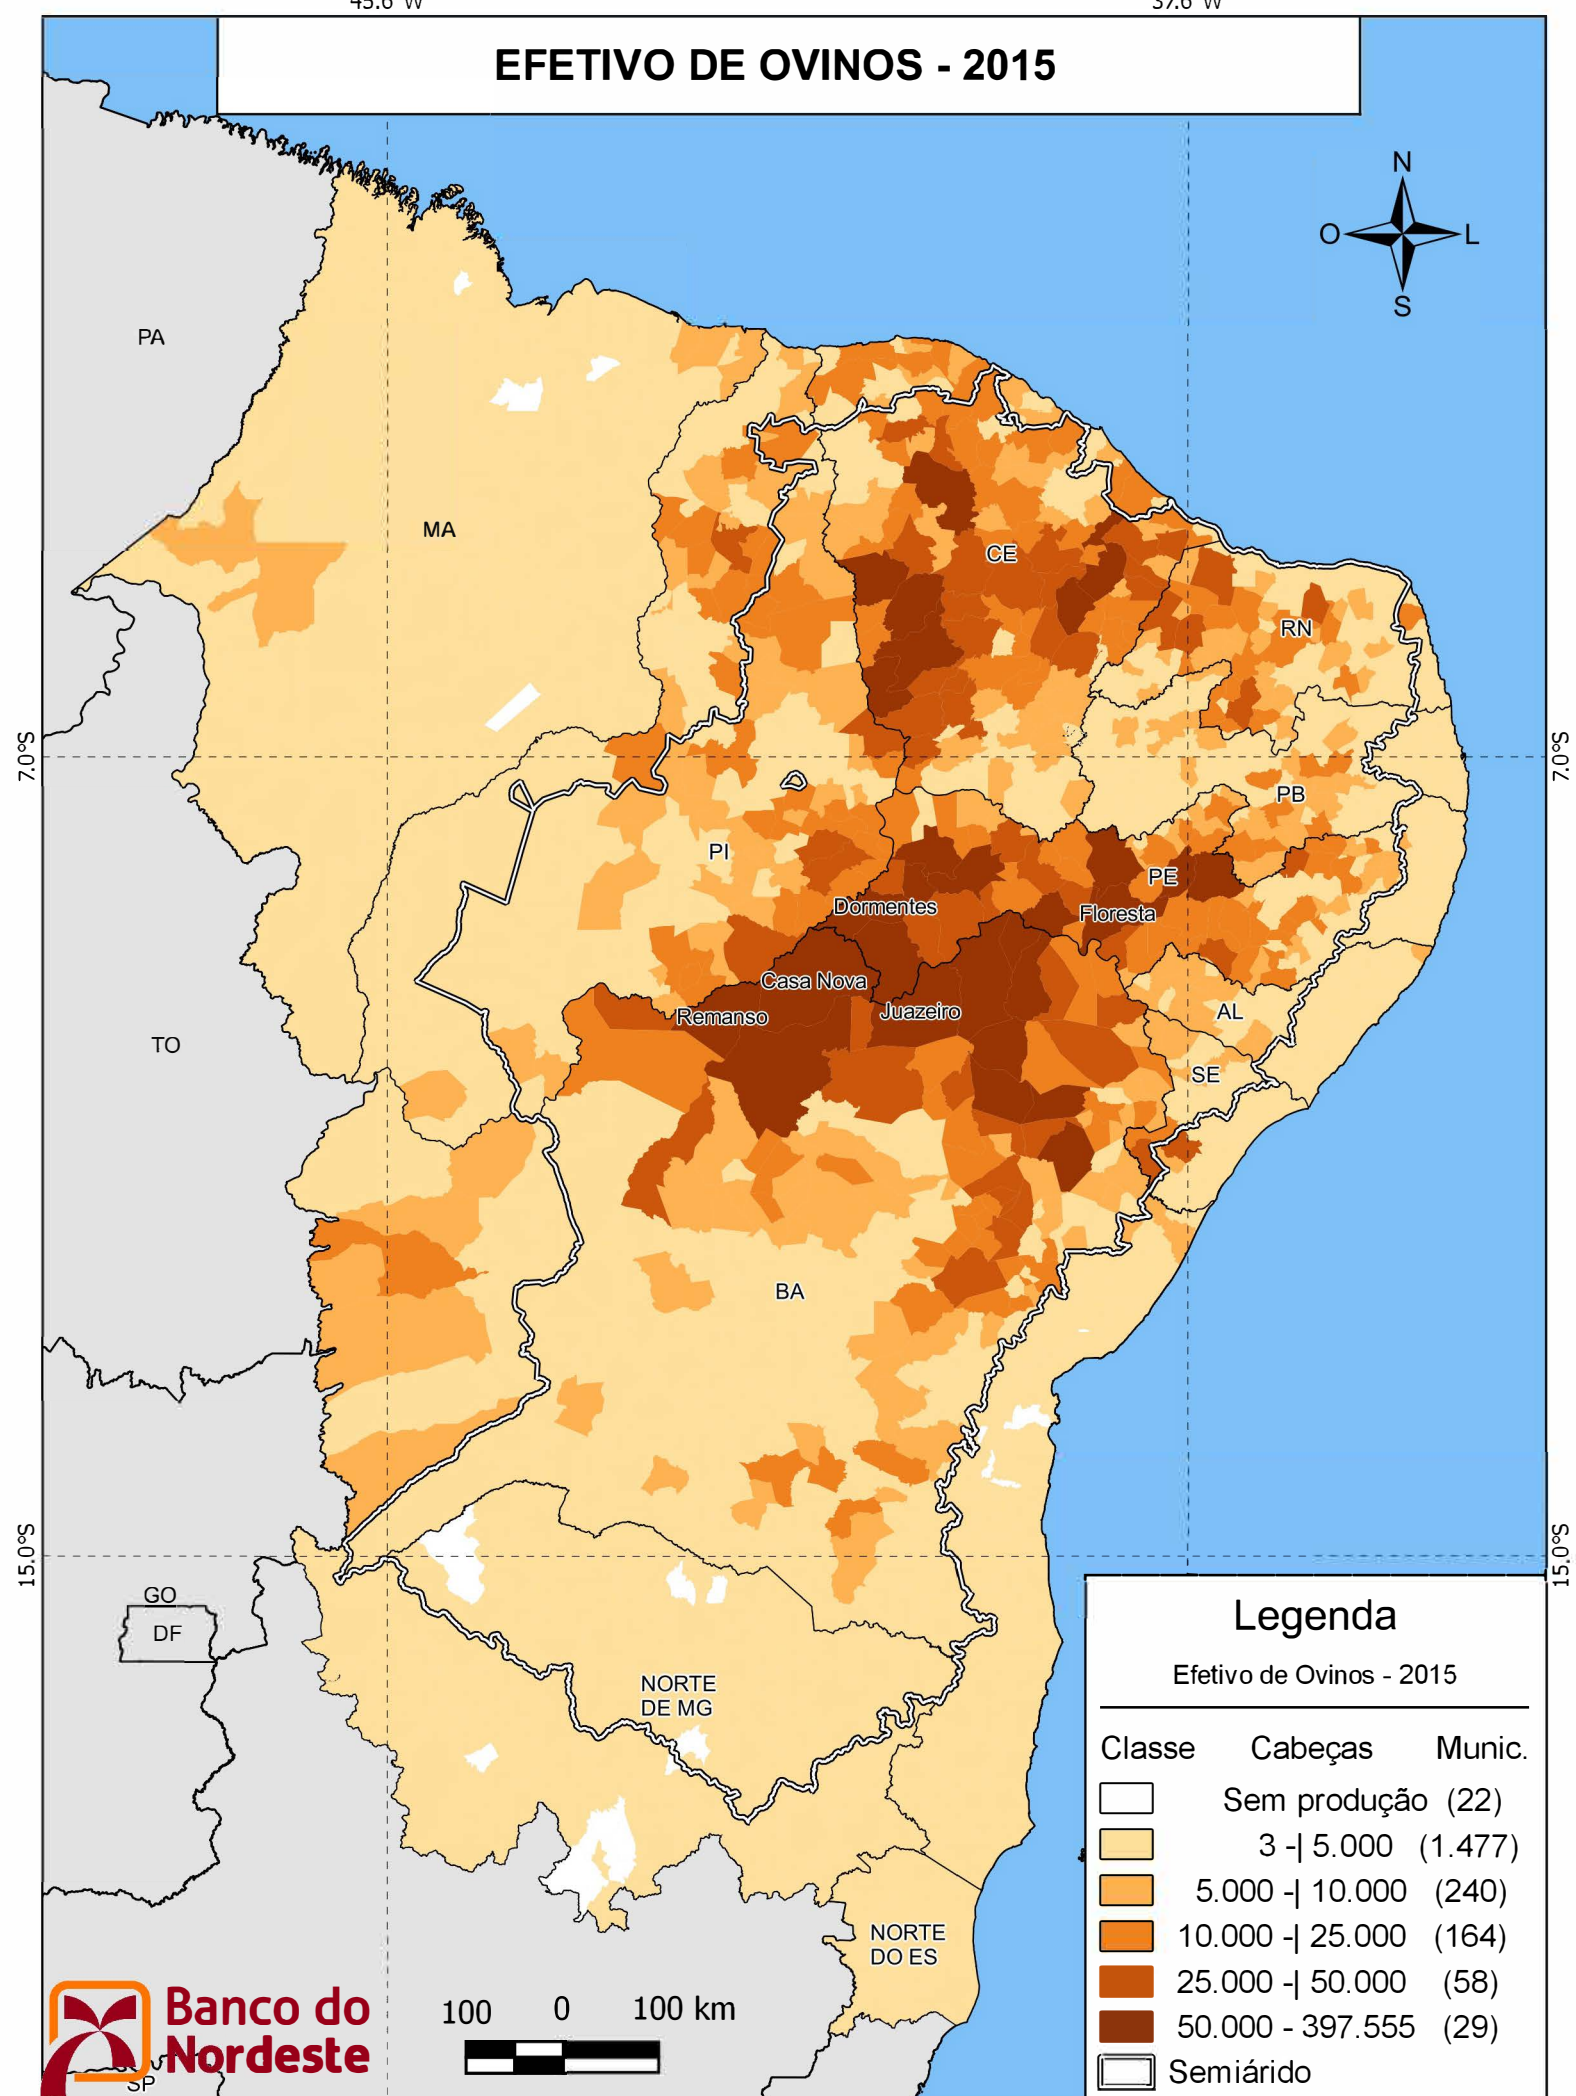 45.6°W
37.6°W
EFETIVO DE OVINOS - 2015
N
O
L
S
PA
MA
CE
RN
7.0°S
7.0°S
PB
PI
PE
Dormentes
Floresta
Casa Nova
Remanso
Juazeiro
AL
TO
SE
BA
15.0°S
15.0°S
GO
DF
NORTE
DE MG
NORTE
DO ES
Legenda
Efetivo de Ovinos - 2015
Classe Cabeças Munic.
Sem produção (22)
3 -| 5.000 (1.477)
5.000 -| 10.000 (240)
10.000 -| 25.000 (164)
25.000 -| 50.000 (58)
50.000 - 397.555 (29)
Semiárido
Banco do
Nordeste
100 0 100 km
SP